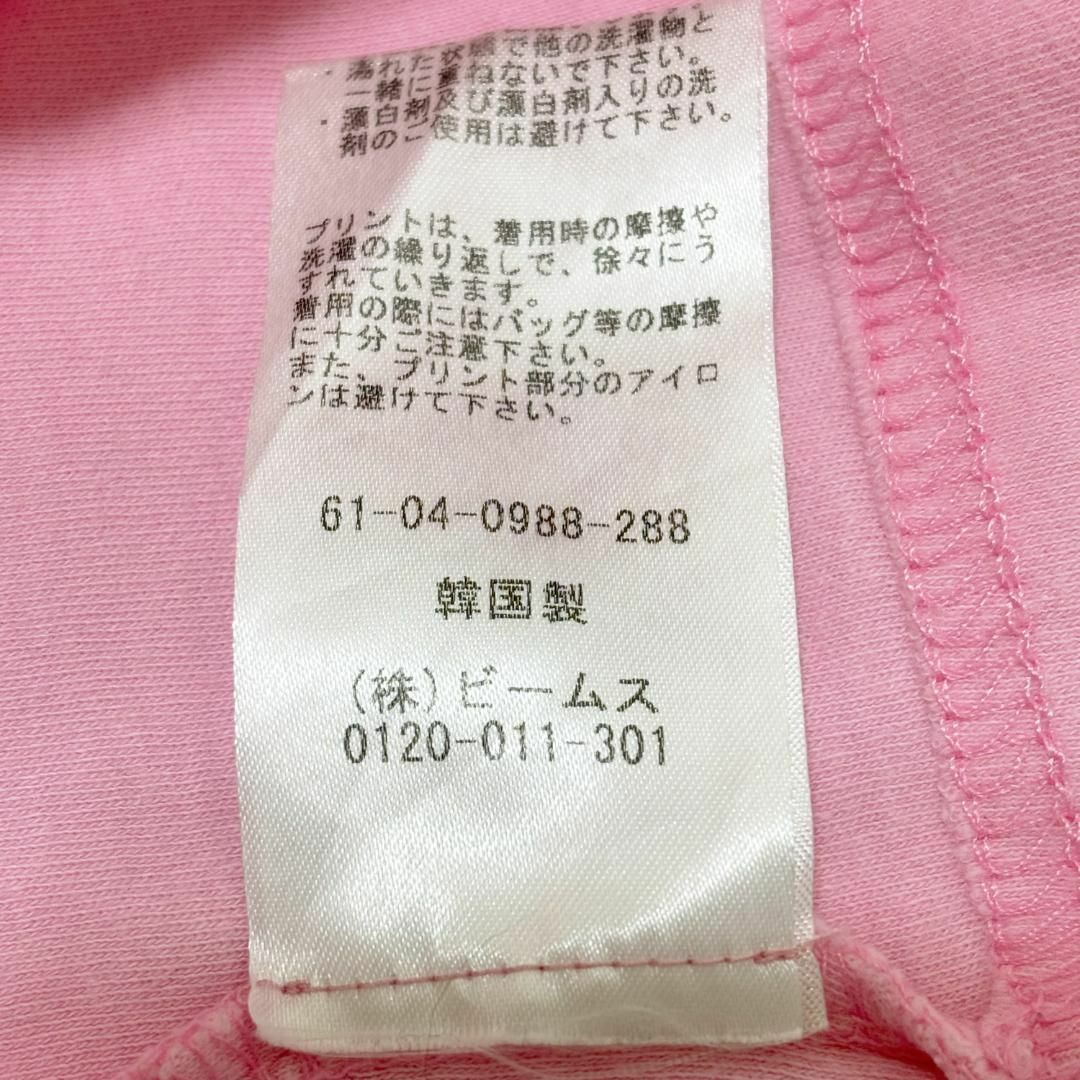 ・濡れた状態で他の洗濯物と
一緒に重ねないで下さい。
・漂白剤及び漂白剤入りの洗
剤のご使用は避けて下さい。
プリントは、着用時の摩擦や
洗濯の繰り返しで、徐々にう
すれていきます。
着用の際にはバッグ等の摩擦
に十分ご注意下さい。
また、プリント部分のアイロ
ンは避けて下さい。
61-04-0988-288
韓国製
(株)ビームス
0120-011-301